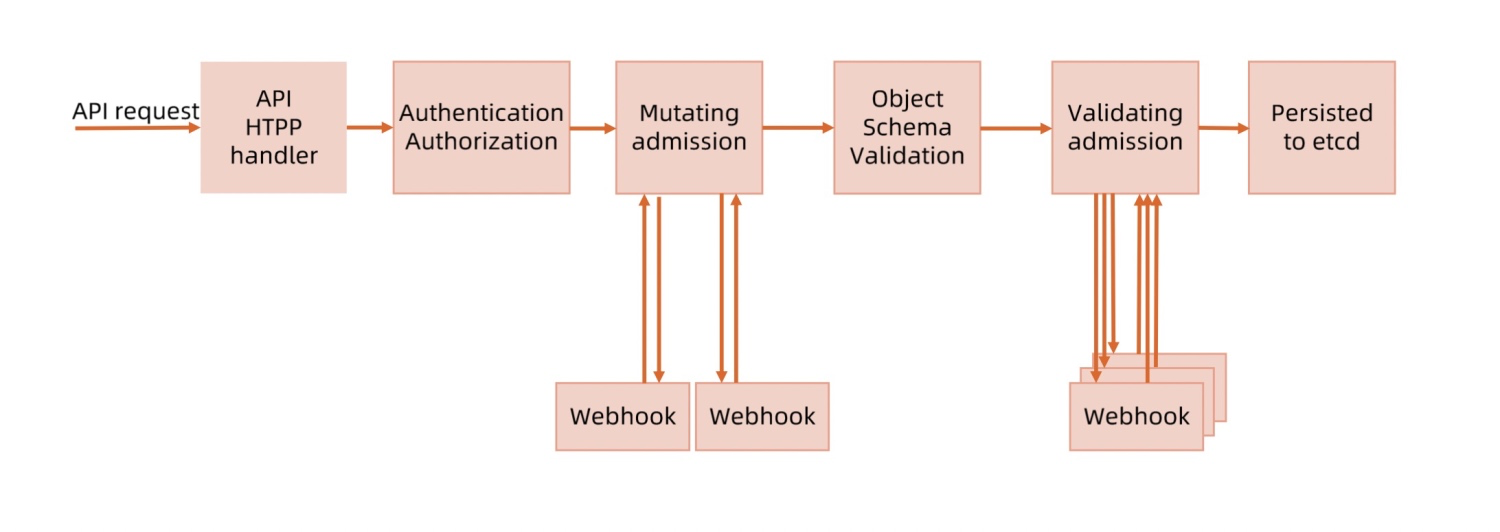 API request
API
HTPP
handler
Authentication
Authorization
Mutating
admission
Object
Schema
Validation
Validating
admission
Persisted
to etcd
Webhook
Webhook
Webhook